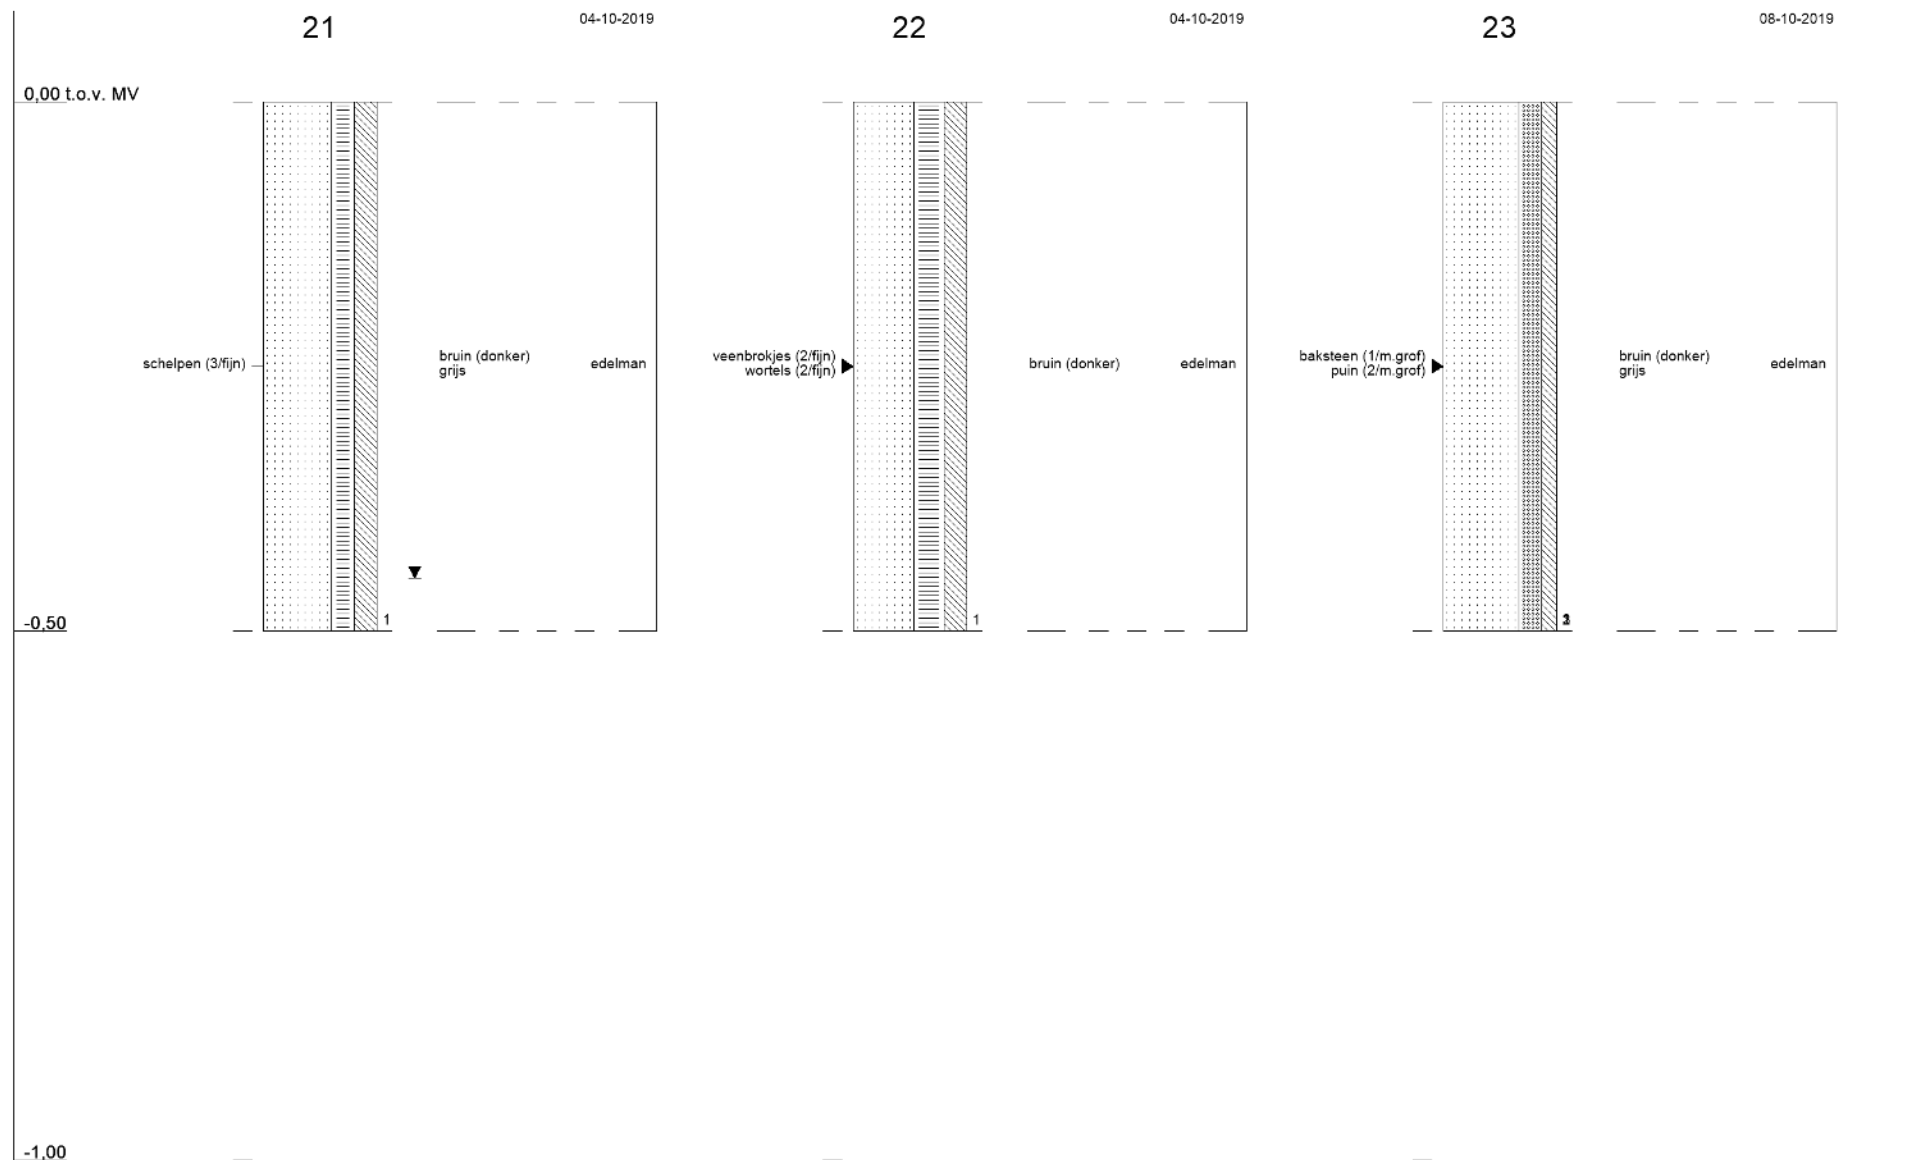 21
04-10-2019
22
04-10-2019
23
08-10-2019
0,00 t.o.v. MV
schelpen (3/fijn)
bruin (donker)
grijs
edelman
veenbrokjes (2/fijn)
wortels (2/fijn)
bruin (donker)
edelman
baksteen (1/m.grof)
puin (2/m.grof)
bruin (donker)
grijs
edelman
1
1
-0,50
-1,00